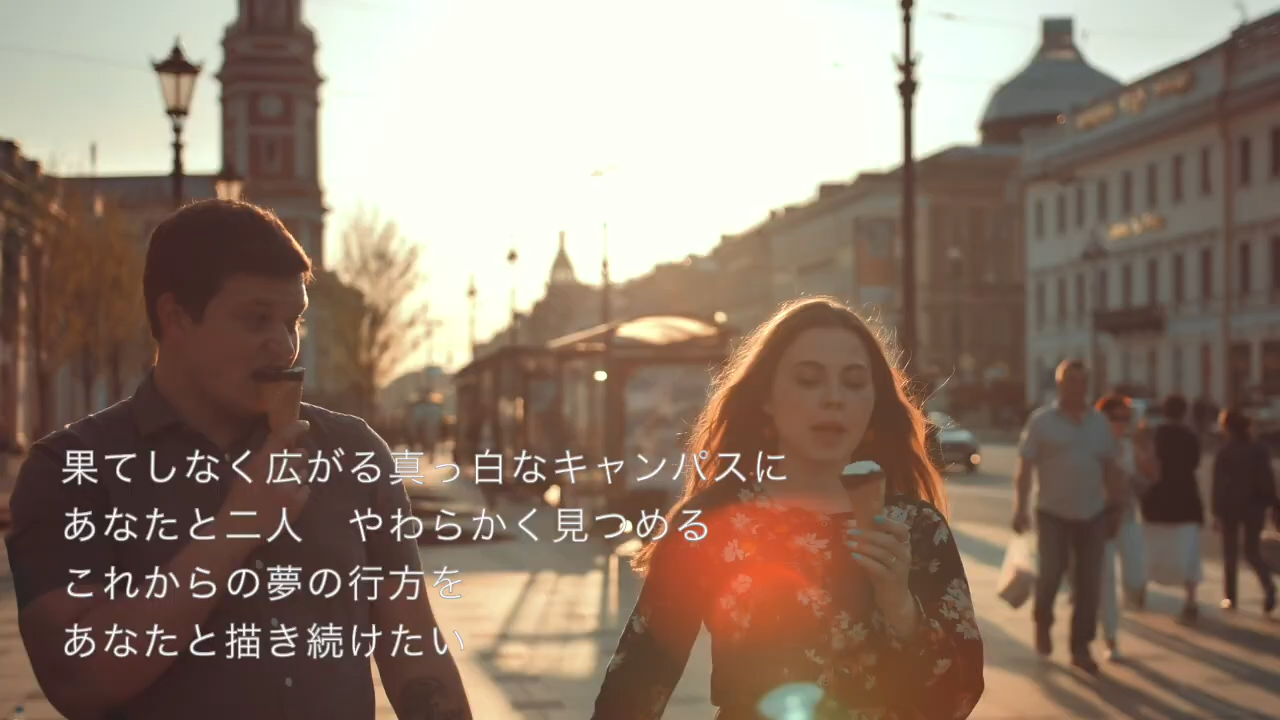 果てしなく広がる真っ白なキャンパスに
あなたと二人　やわらかく見つめる
これからの夢の行方を
あなたと描き続けたい